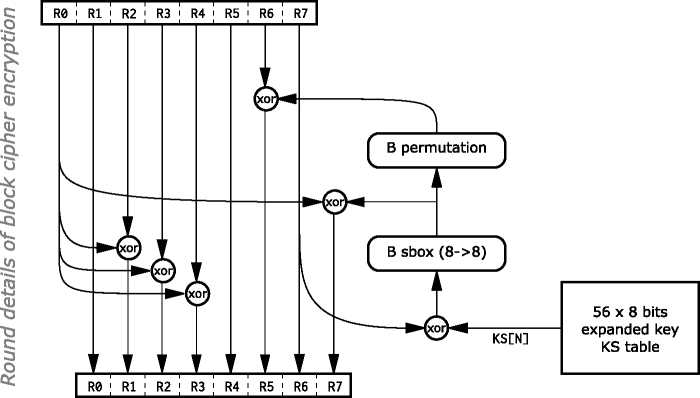 Round details of block cipher encryption
R0 R1 R2 R3 R4 R5 R6 R7
xor
B permutation
xor
xor
B sbox (8->8)
xor
xor
xor
KS[N]
56 x 8 bits
expanded key
KS table
R0 R1 R2 R3 R4 R5 R6 R7